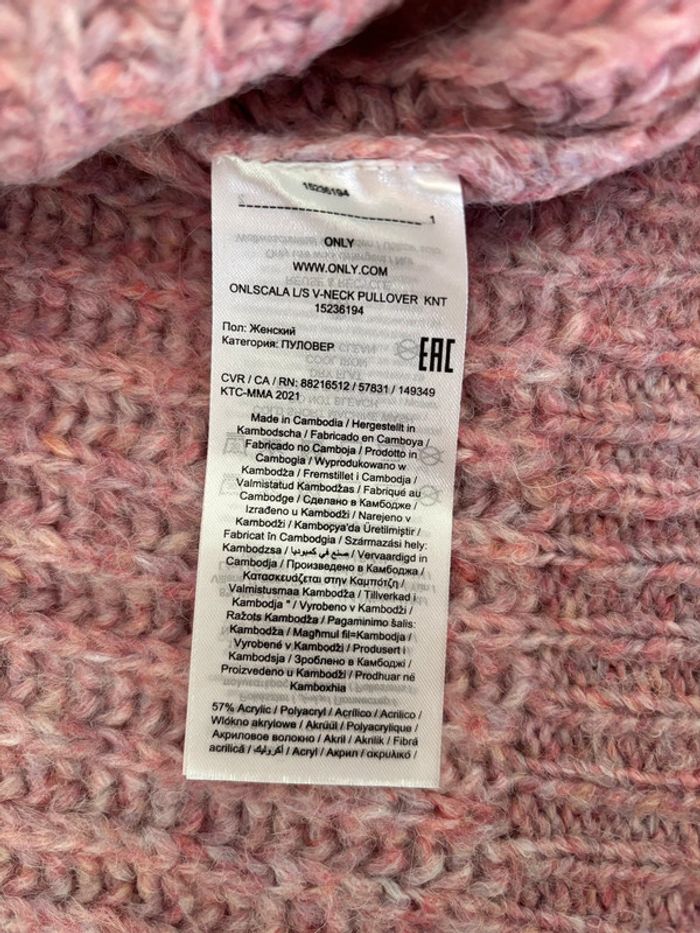 15236194
1
ONLY
WWW.ONLY.COM
ONLSCALA L/S V-NECK PULLOVER KNT
15236194
Пол: Женский
Категория: ПУЛОВЕР
EAC
CVR / CA / RN: 88216512 / 57831 / 149349
KTC-MMA 2021
Made in Cambodia / Hergestellt in
Kambodscha / Fabricado en Camboya /
Fabricado no Camboja / Prodotto in
Cambogia / Wyprodukowano w
Kambodża / Fremstillet i Cambodja /
Valmistatud Kambodžas / Fabriqué au
Cambodge / Сделано в Камбодже /
Izrađeno u Kambodži / Narejeno v
Kambodži / Kamboçya'da Üretilmiştir /
Fabricat în Cambodgia / Származási hely:
Kambodzsa / صنع في كمبوديا / Vervaardigd in
Cambodja / Произведено в Камбоджа /
Κατασκευάζεται στην Καμπότζη /
Valmistusmaa Kambodža / Tillverkad i
Kambodja " / Vyrobeno v Kambodži /
Ražots Kambodža / Pagaminimo šalis:
Kambodža / Magħmul fil=Kambodja /
Vyrobené v Kambodži / Produsert i
Kambodsja / Зроблено в Камбоджі /
Proizvedeno u Kambodži / Prodhuar në
Kamboxhia
57% Acrylic / Polyacryl / Acrílico / Acrilico /
Włókno akrylowe / Akrüül / Polyacrylique /
Акриловое волокно / Akril / Akrilik / Fibră
acrilică / أكريليك / Acryl / Акрил / ακρυλικό /